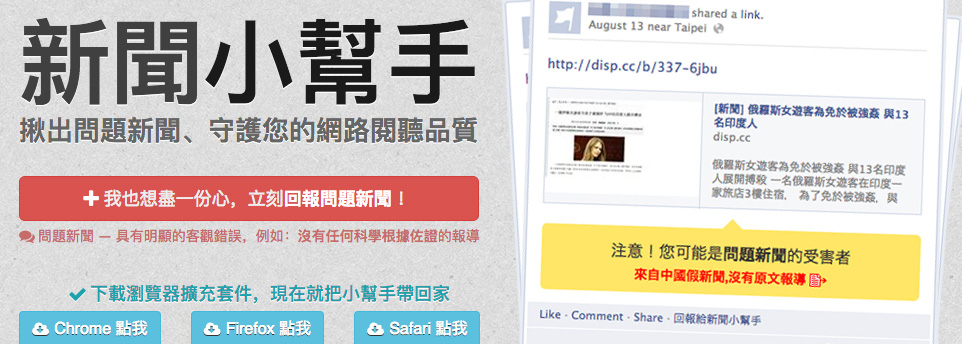 新聞小幫手
揪出問題新聞、守護您的網路閱聽品質
我也想盡一份心，立刻回報問題新聞！
問題新聞 — 具有明顯的客觀錯誤，例如：沒有任何科學根據佐證的報導
下載瀏覽器擴充套件，現在就把小幫手帶回家
Chrome 點我
Firefox 點我
Safari 點我
shared a link.
August 13 near Taipei
http://disp.cc/b/337-6jbu
[新聞] 俄羅斯女遊客為免於被強姦 與13
名印度人
disp.cc
俄羅斯女遊客為免於被強姦 與13名印度
人展開搏殺 一名俄羅斯女遊客在印度一
家旅店3樓住宿， 為了免於被強姦，與
注意！您可能是問題新聞的受害者
來自中國假新聞,沒有原文報導
Like · Comment · Share · 回報給新聞小幫手